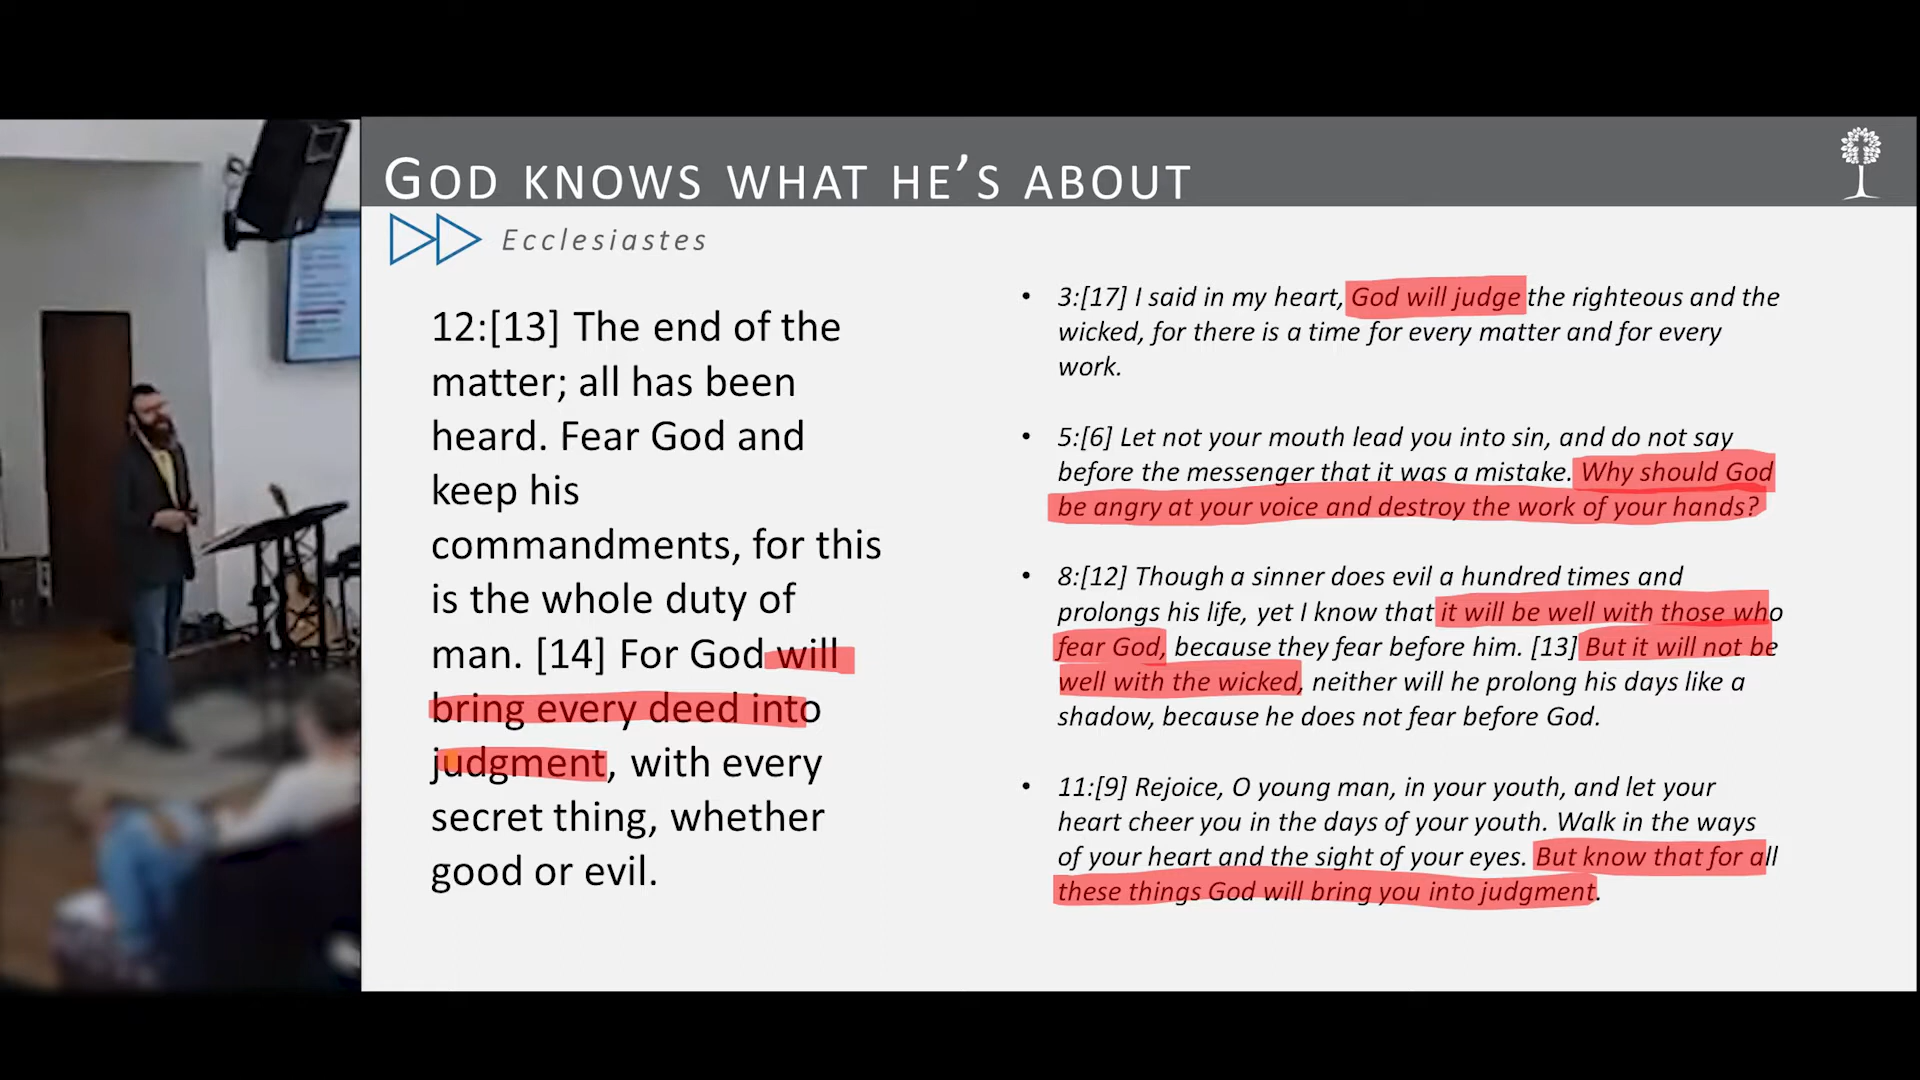 GOD KNOWS WHAT HE'S ABOUT
Ecclesiastes
12:[13] The end of the
matter; all has been
heard. Fear God and
keep his
commandments, for this
is the whole duty of
man. [14] For God will
bring every deed into
judgment, with every
secret thing, whether
good or evil.
• 3:[17] I said in my heart, God will judge the righteous and the
wicked, for there is a time for every matter and for every
work.
• 5:[6] Let not your mouth lead you into sin, and do not say
before the messenger that it was a mistake. Why should God
be angry at your voice and destroy the work of your hands?
• 8:[12] Though a sinner does evil a hundred times and
prolongs his life, yet I know that it will be well with those who
fear God, because they fear before him. [13] But it will not be
well with the wicked, neither will he prolong his days like a
shadow, because he does not fear before God.
• 11:[9] Rejoice, O young man, in your youth, and let your
heart cheer you in the days of your youth. Walk in the ways
of your heart and the sight of your eyes. But know that for all
these things God will bring you into judgment.